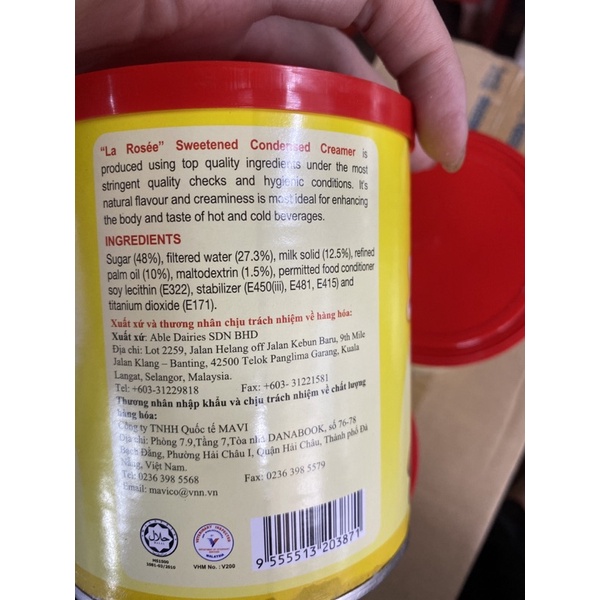 "La Rosée" Sweetened Condensed Creamer is
produced using top quality ingredients under the most
stringent quality checks and hygienic conditions. It's
natural flavour and creaminess is most ideal for enhancing
the body and taste of hot and cold beverages.
INGREDIENTS
Sugar (48%), filtered water (27.3%), milk solid (12.5%), refined
palm oil (10%), maltodextrin (1.5%), permitted food conditioner
soy lecithin (E322), stabilizer (E450(iii), E481, E415) and
titanium dioxide (E171).
Xuất xứ và thương nhân chịu trách nhiệm về hàng hóa:
Xuất xứ: Able Dairies SDN BHD
Địa chỉ: Lot 2259, Jalan Helang off Jalan Kebun Baru, 9th Mile
Jalan Klang – Banting, 42500 Telok Panglima Garang, Kuala
Langat, Selangor, Malaysia.
Tel: +603-31229818 Fax: +603- 31221581
Thương nhân nhập khẩu và chịu trách nhiệm về chất lượng
hàng hóa:
Công ty TNHH Quốc tế MAVI
Địa chỉ: Phòng 7.9,Tầng 7,Tòa nhà DANABOOK, số 76-78
Bạch Đằng, Phường Hải Châu I, Quận Hải Châu, Thành phố Đà
Nẵng, Việt Nam.
Tel: 0236 398 5568 Fax: 0236 398 5579
Email: mavico@vnn.vn
حلال
MS1500
1081-03/2010
VHM No. : V200
9 555513 203871